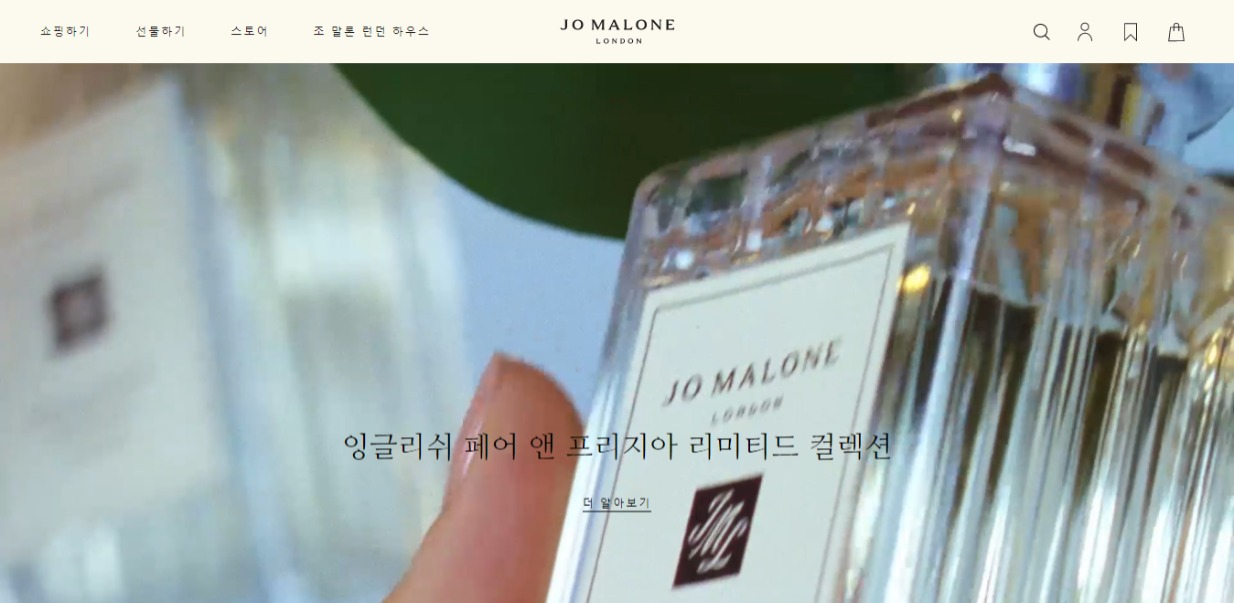 쇼핑하기
선물하기
스토어
조 말론 런던 하우스
JO MALONE
LONDON
JO MALONE
LONDON
잉글리쉬 페어 앤 프리지아 리미티드 컬렉션
더 알아보기
JML